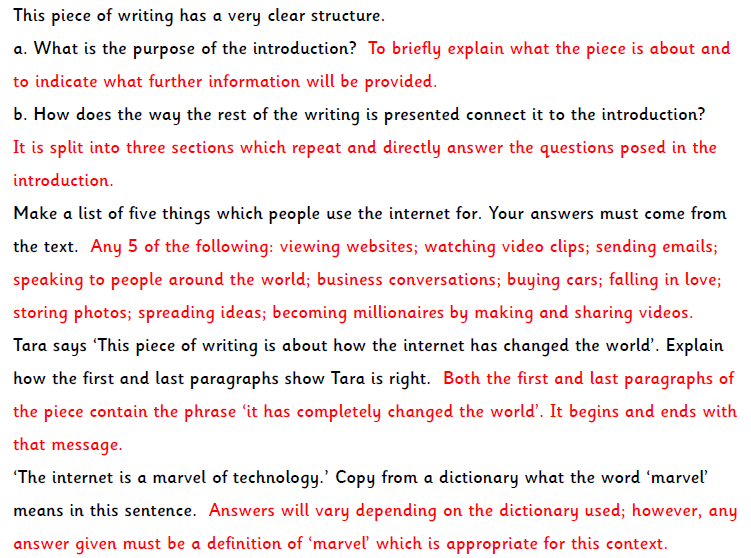 This piece of writing has a very clear structure.
a. What is the purpose of the introduction? To briefly explain what the piece is about and
to indicate what further information will be provided.
b. How does the way the rest of the writing is presented connect it to the introduction?
It is split into three sections which repeat and directly answer the questions posed in the
introduction.
Make a list of five things which people use the internet for. Your answers must come from
the text. Any 5 of the following: viewing websites; watching video clips; sending emails;
speaking to people around the world; business conversations; buying cars; falling in love;
storing photos; spreading ideas; becoming millionaires by making and sharing videos.
Tara says ‘This piece of writing is about how the internet has changed the world’. Explain
how the first and last paragraphs show Tara is right. Both the first and last paragraphs of
the piece contain the phrase ‘it has completely changed the world’. It begins and ends with
that message.
‘The internet is a marvel of technology.’ Copy from a dictionary what the word ‘marvel’
means in this sentence. Answers will vary depending on the dictionary used; however, any
answer given must be a definition of ‘marvel’ which is appropriate for this context.